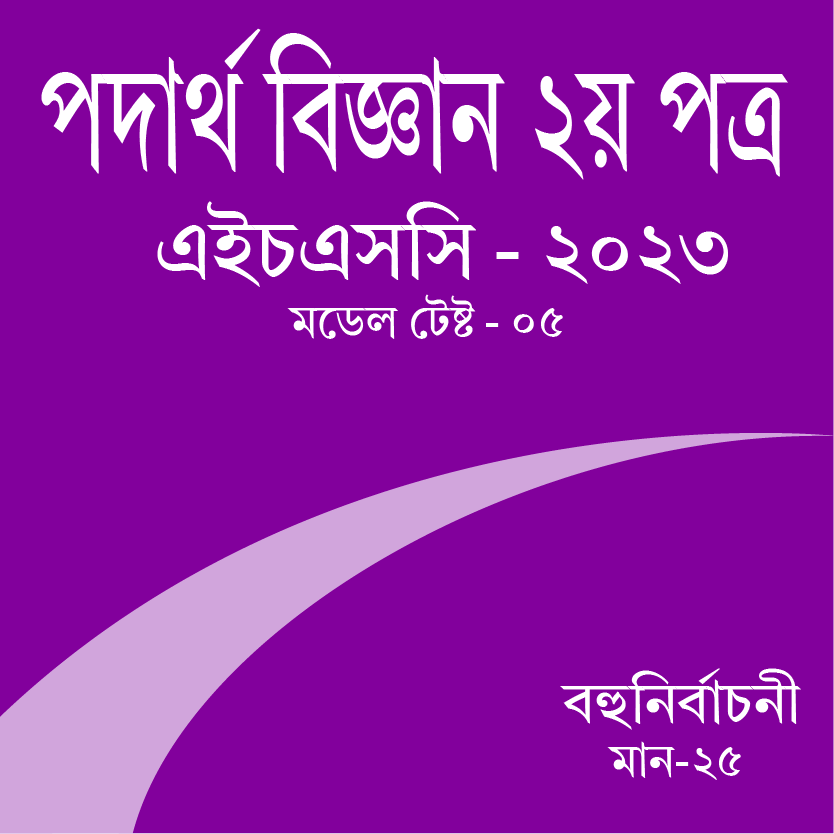 পদার্থ বিজ্ঞান ২য় পত্র
এইচএসসি - ২০২৩
মডেল টেষ্ট - ০৫
বহুনির্বাচনী
মান-২৫